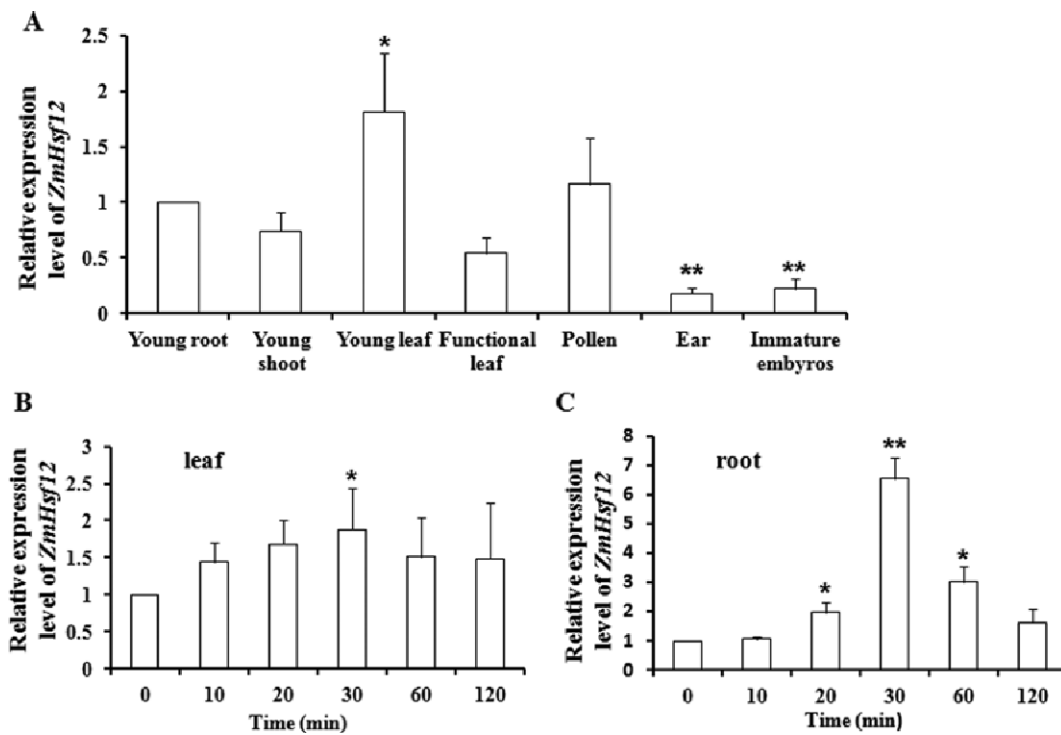 A
Relative expression
level of ZmHsf12
2.5
2
1.5
1
0.5
0
*
**
**
Young root
Young
shoot
Young leaf
Functional
leaf
Pollen
Ear
Immature
embyros
B
Relative expression
level of ZmHsf12
leaf
3
2.5
2
1.5
1
0.5
0
*
0
10
20
30
60
120
Time (min)
C
Relative expression
level of ZmHsf12
root
8
7
6
5
4
3
2
1
0
*
**
*
0
10
20
30
60
120
Time (min)